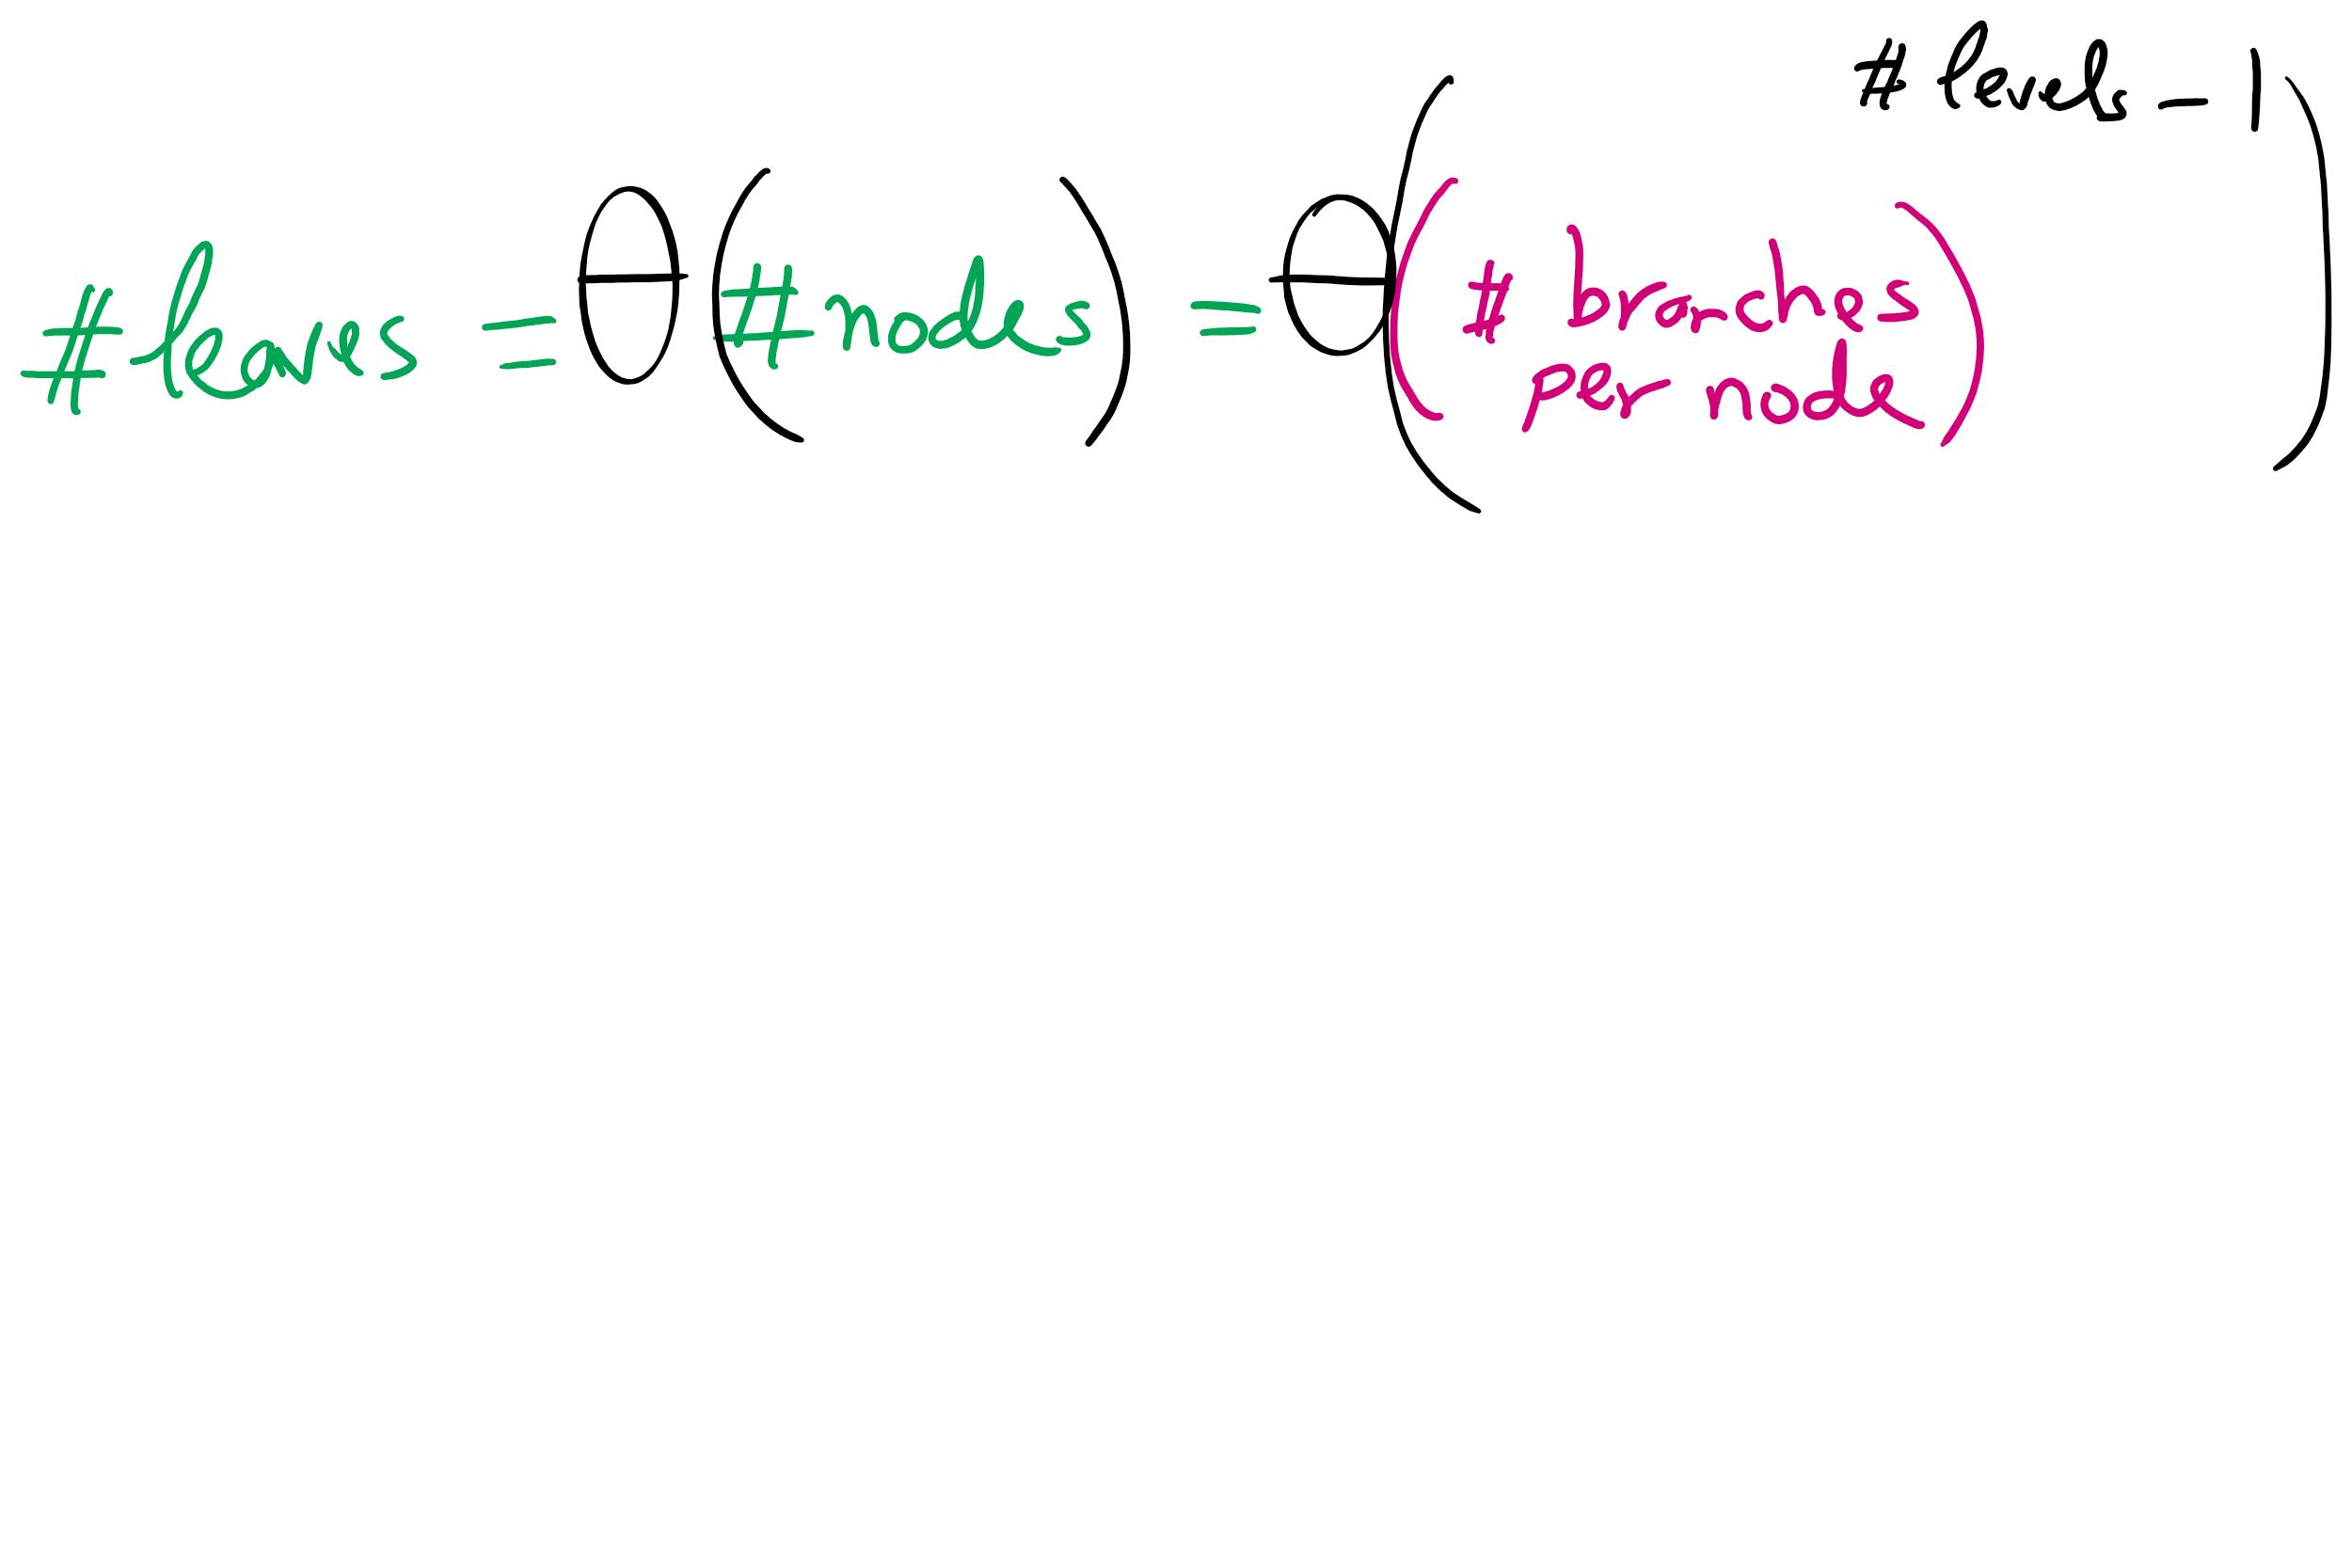 # levels - 1
# leaves = Θ(# nodes) = Θ((# branches
per node))